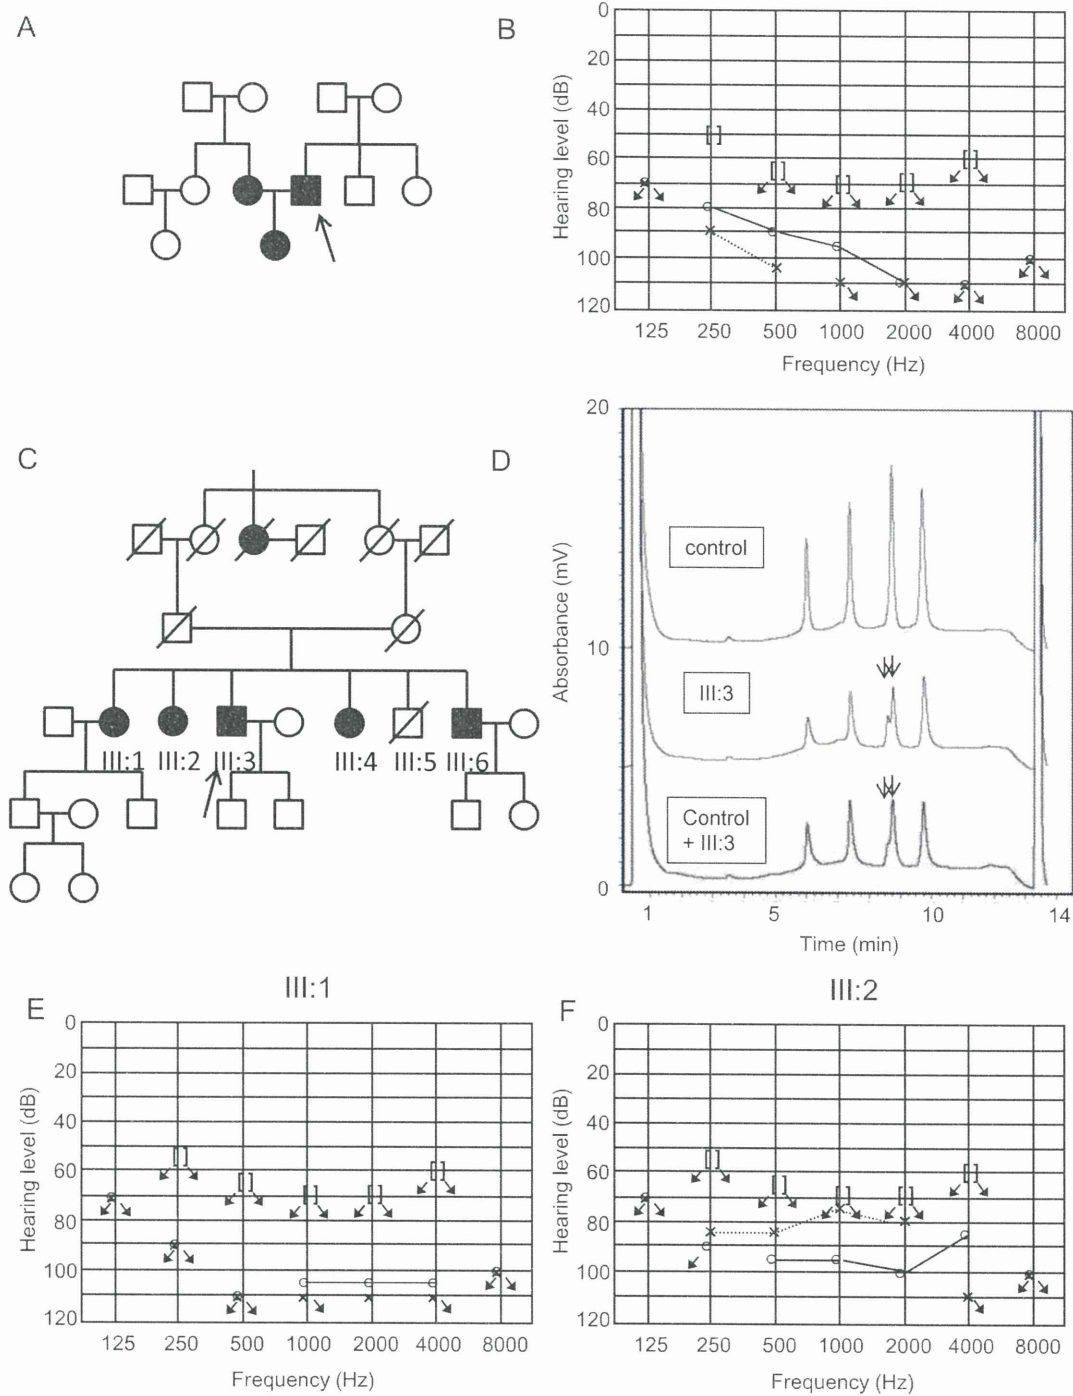 A
B
Hearing level (dB)
0
20
40
60
80
100
120
125 250 500 1000 2000 4000 8000
Frequency (Hz)
C
III:1 III:2 III:3 III:4 III:5 III:6
D
Absorbance (mV)
20
10
0
control
III:3
Control
+ III:3
1 5 10 14
Time (min)
III:1
E
Hearing level (dB)
0
20
40
60
80
100
120
125 250 500 1000 2000 4000 8000
Frequency (Hz)
III:2
F
Hearing level (dB)
0
20
40
60
80
100
120
125 250 500 1000 2000 4000 8000
Frequency (Hz)